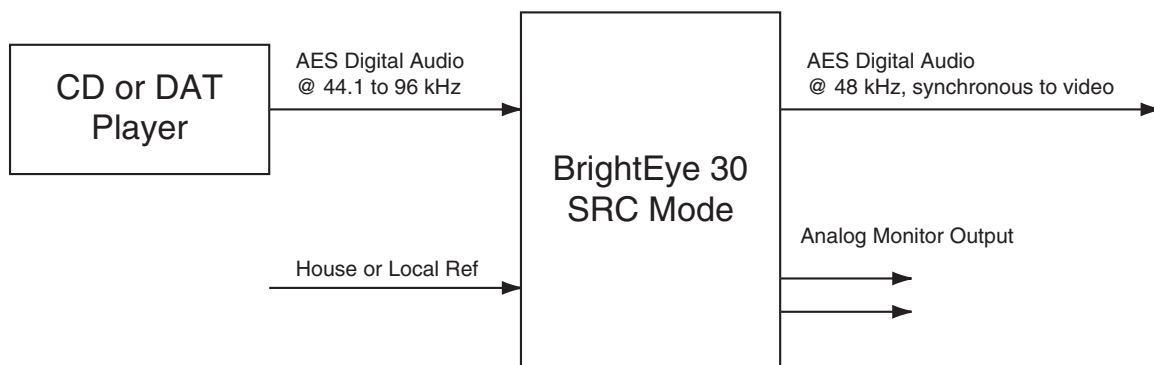 CD or DAT
Player
AES Digital Audio
@ 44.1 to 96 kHz
House or Local Ref
BrightEye 30
SRC Mode
AES Digital Audio
@ 48 kHz, synchronous to video
Analog Monitor Output